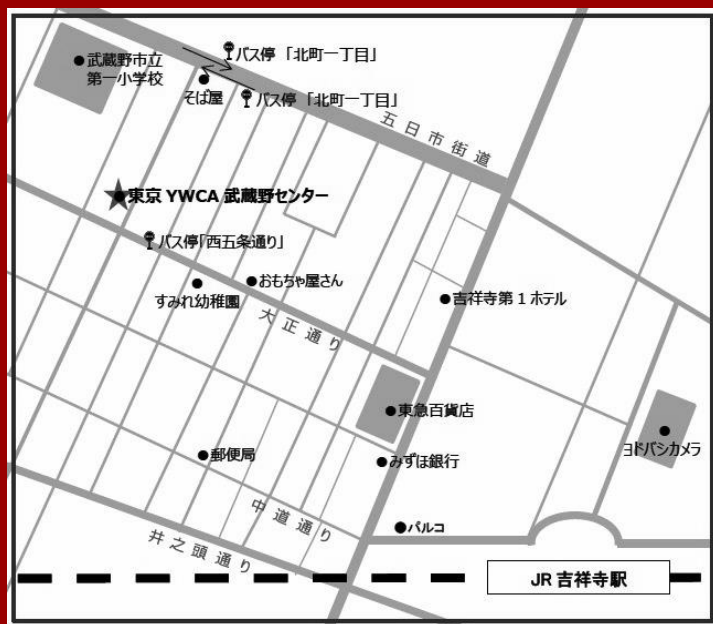 バス停 「北町一丁目」
武蔵野市立
第一小学校
そば屋
バス停 「北町一丁目」
五日市街道
東京 YWCA 武蔵野センター
バス停「西五条通り」
おもちゃ屋さん
すみれ幼稚園
大正通り
吉祥寺第1ホテル
東急百貨店
ヨドバシカメラ
郵便局
みずほ銀行
中道通り
パルコ
井之頭通り
JR 吉祥寺駅